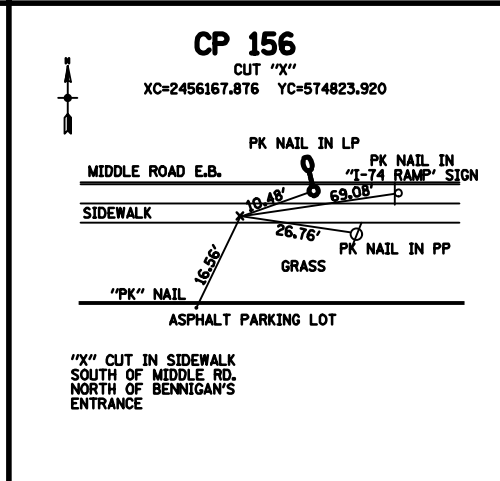 CP 156
CUT "X"
XC=2456167.876 YC=574823.920
N
PK NAIL IN LP
PK NAIL IN
"I-74 RAMP' SIGN
MIDDLE ROAD E.B.
10.48'
69.08'
SIDEWALK
26.76'
PK NAIL IN PP
16.56'
GRASS
"PK" NAIL
ASPHALT PARKING LOT
"X" CUT IN SIDEWALK
SOUTH OF MIDDLE RD.
NORTH OF BENNIGAN'S
ENTRANCE